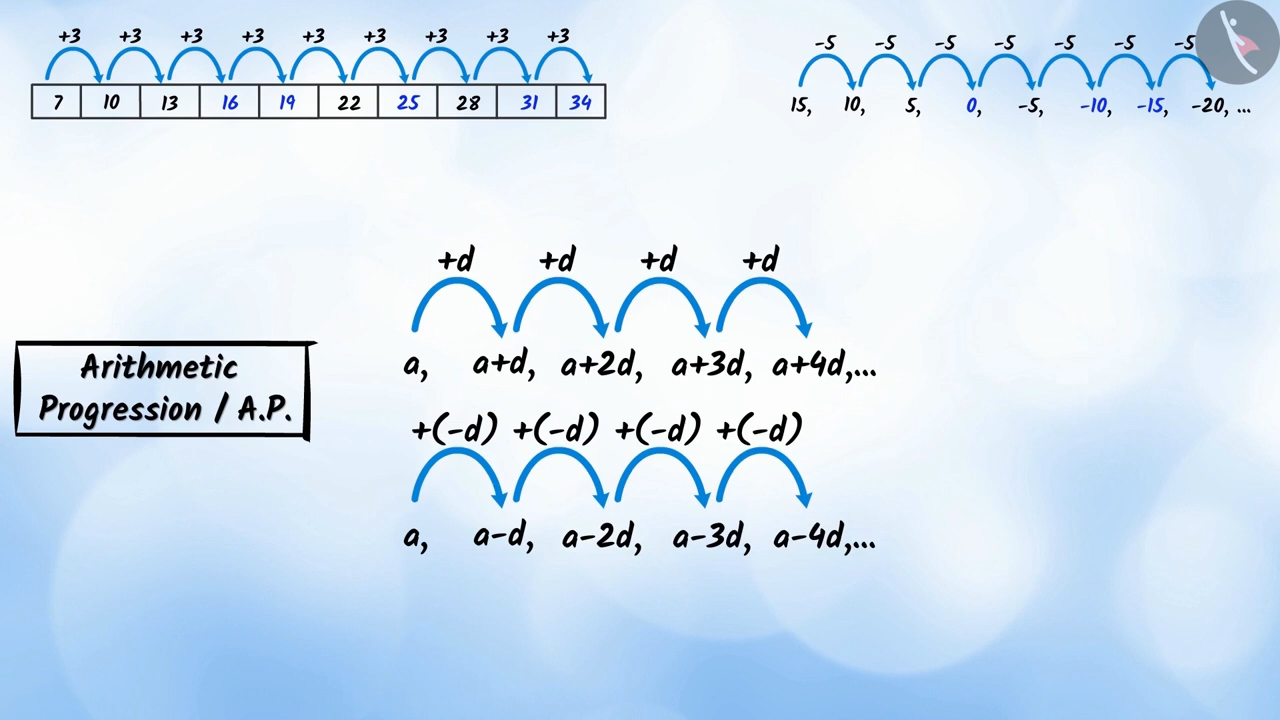 +3 +3 +3 +3 +3 +3 +3 +3 +3
7 10 13 16 19 22 25 28 31 34
-5 -5 -5 -5 -5 -5 -5
15, 10, 5, 0, -5, -10, -15, -20, ...
Arithmetic
Progression / A.P.
+d +d +d +d
a, a+d, a+2d, a+3d, a+4d,...
+(-d) +(-d) +(-d) +(-d)
a, a-d, a-2d, a-3d, a-4d,...